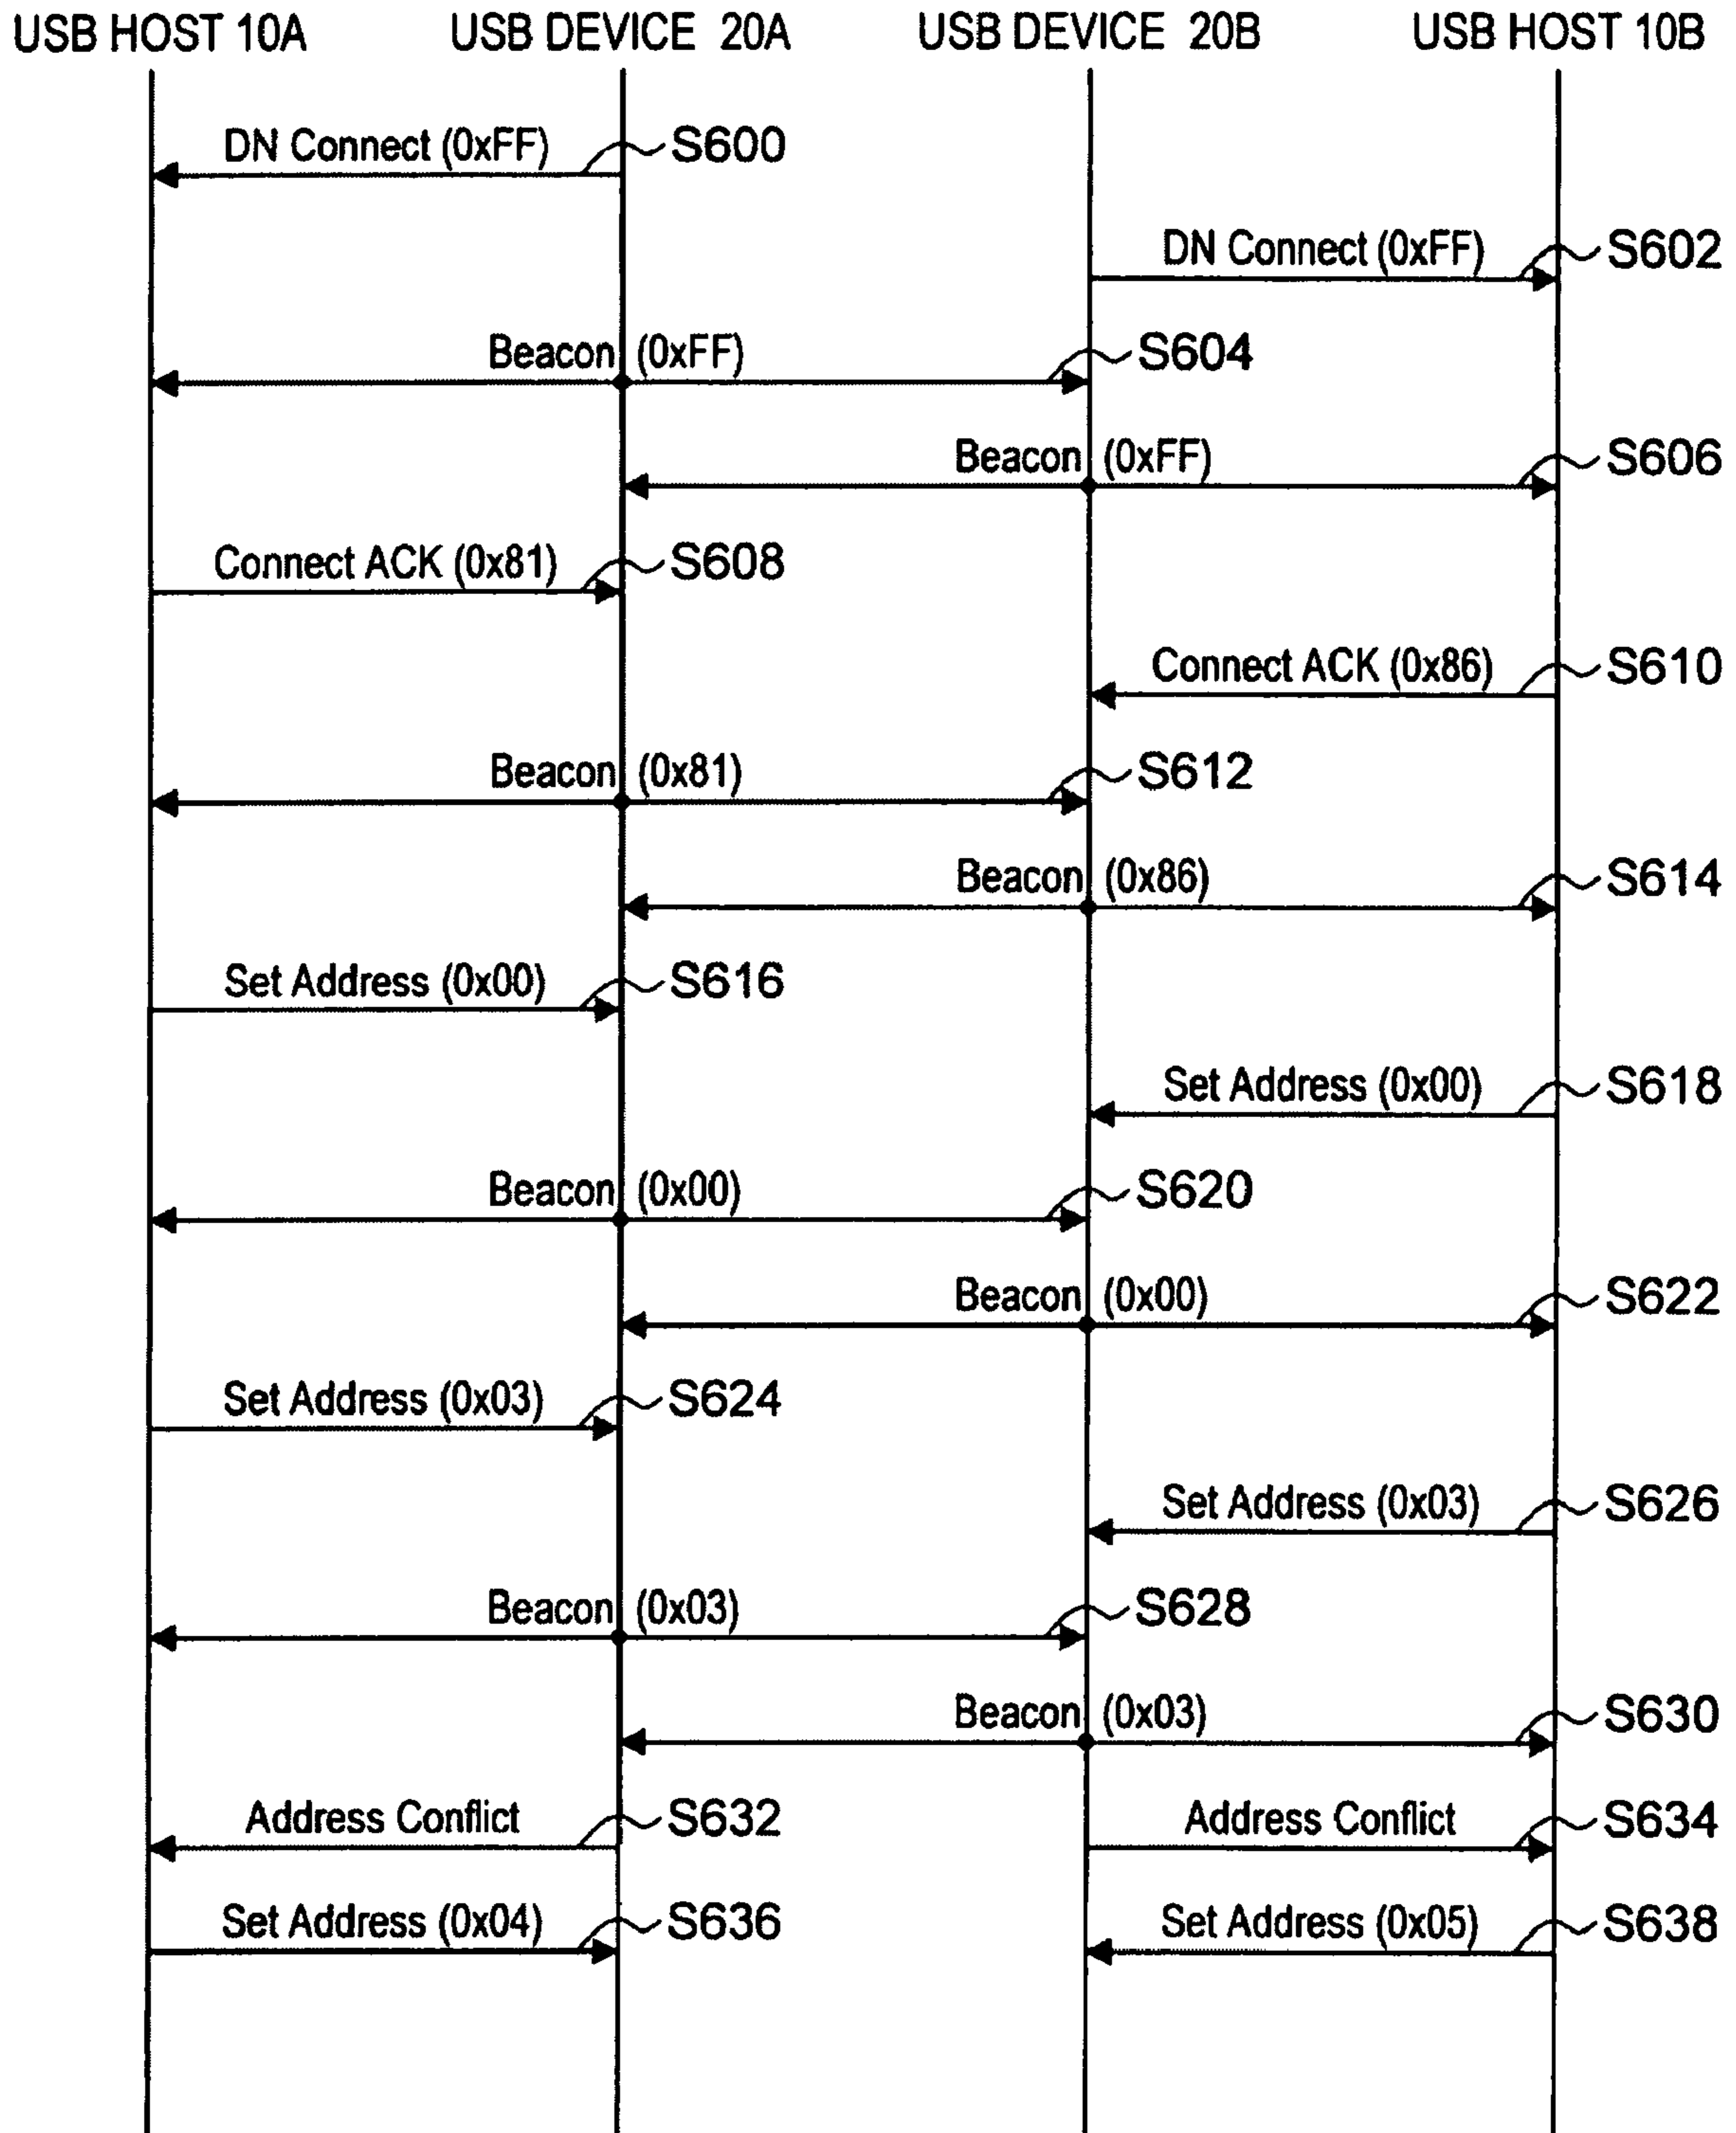 USB HOST 10A USB DEVICE 20A USB DEVICE 20B USB HOST 10B
DN Connect (0xFF) S600
DN Connect (0xFF) S602
Beacon (0xFF) S604
Beacon (0xFF) S606
Connect ACK (0x81) S608
Connect ACK (0x86) S610
Beacon (0x81) S612
Beacon (0x86) S614
Set Address (0x00) S616
Set Address (0x00) S618
Beacon (0x00) S620
Beacon (0x00) S622
Set Address (0x03) S624
Set Address (0x03) S626
Beacon (0x03) S628
Beacon (0x03) S630
Address Conflict S632 Address Conflict S634
Set Address (0x04) S636 Set Address (0x05) S638